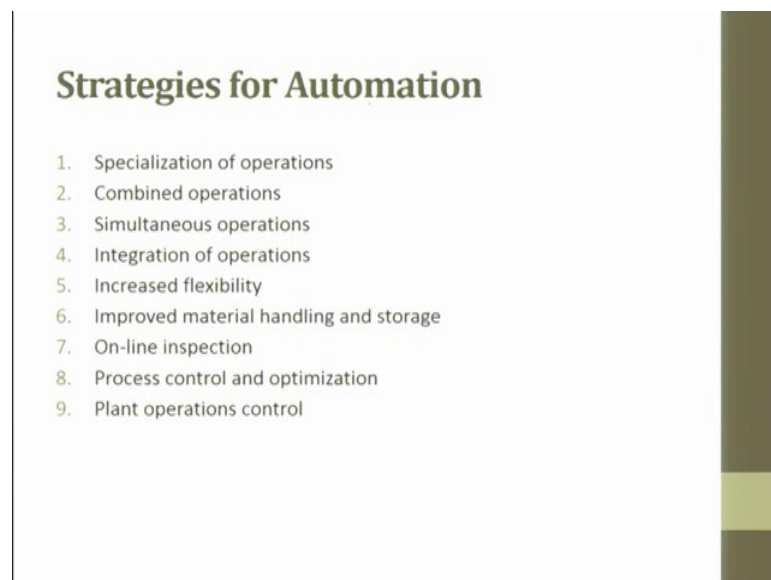 Strategies for Automation
1. Specialization of operations
2. Combined operations
3. Simultaneous operations
4. Integration of operations
5. Increased flexibility
6. Improved material handling and storage
7. On-line inspection
8. Process control and optimization
9. Plant operations control